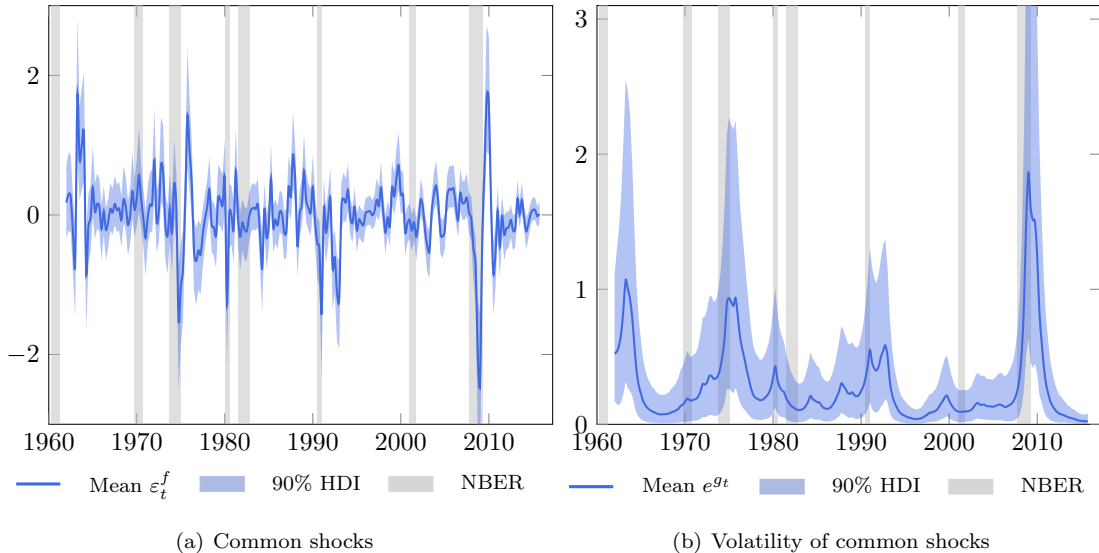 2
0
−2
1960 1970 1980 1990 2000 2010
Mean ε_t^f 90% HDI NBER
(a) Common shocks
3
2
1
0
1960 1970 1980 1990 2000 2010
Mean e^{g_t} 90% HDI NBER
(b) Volatility of common shocks